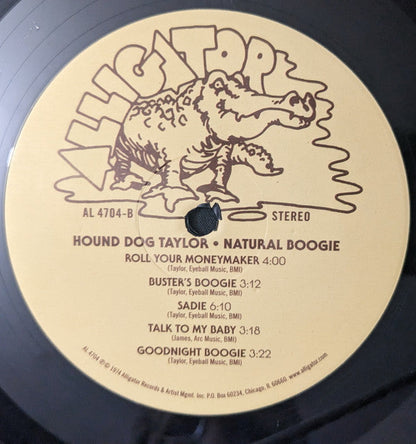 ALLIGATOR
AL 4704-B
STEREO
HOUND DOG TAYLOR • NATURAL BOOGIE
ROLL YOUR MONEYMAKER 4:00
(Taylor, Eyeball Music, BMI)
BUSTER'S BOOGIE 3:12
(Taylor, Eyeball Music, BMI)
SADIE 6:10
(Taylor, Eyeball Music, BMI)
TALK TO MY BABY 3:18
(James, Arc Music, BMI)
GOODNIGHT BOOGIE 3:22
(Taylor, Eyeball Music, BMI)
AL 4704 ℗ © 1974 Alligator Records & Artist Mgmt. Inc. P.O. Box 60234, Chicago, IL 60660 www.alligator.com